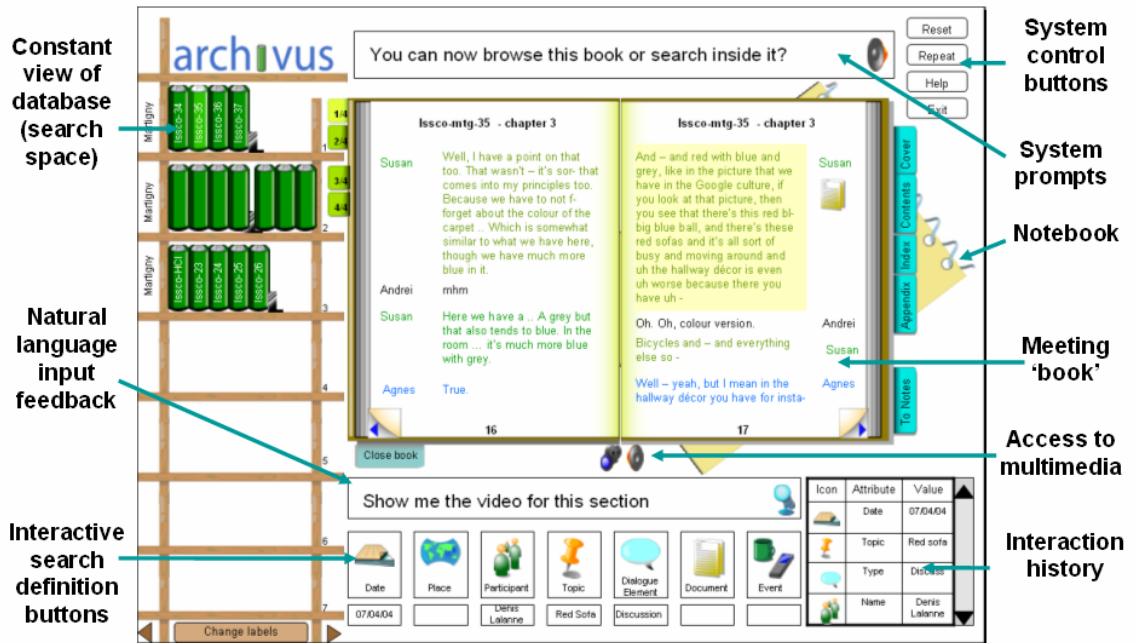 Constant
view of
database
(search
space)
Natural
language
input
feedback
Interactive
search
definition
buttons
archivus
You can now browse this book or search inside it?
Reset
Repeat
Help
Exit
System
control
buttons
System
prompts
Notebook
Meeting
‘book’
Access to
multimedia
Interaction
history
Martigny
Issco-34
Issco-35
Issco-36
Issco-37
1
Martigny
2
Martigny
Issco-HCI
Issco-23
Issco-24
Issco-25
Issco-26
3
4
5
6
7
Change labels
1/4
2/4
3/4
4/4
Issco-mtg-35 - chapter 3
Susan
Well, I have a point on that
too. That wasn't – it's sor- that
comes into my principles too.
Because we have to not f-
forget about the colour of the
carpet .. Which is somewhat
similar to what we have here,
though we have much more
blue in it.
Andrei mhm
Susan
Here we have a .. A grey but
that also tends to blue. In the
room ... it's much more blue
with grey.
Agnes True.
16
Issco-mtg-35 - chapter 3
And – and red with blue and
grey, like in the picture that we
have in the Google culture, if
you look at that picture, then
you see that there's this red bl-
big blue ball, and there's these
red sofas and it's all sort of
busy and moving around and
uh the hallway décor is even
uh worse because there you
have uh -
Susan
Oh. Oh, colour version. Andrei
Bicycles and – and everything
else so -
Susan
Well – yeah, but I mean in the
hallway décor you have for insta-
Agnes
17
Cover
Contents
Index
Appendix
To Notes
Close book
Show me the video for this section
Date
Place
Participant
Topic
Dialogue
Element
Document
Event
07/04/04
Denis
Lalanne
Red Sofa
Discussion
Icon Attribute Value
Date 07/04/04
Topic Red sofa
Type Discuss
Name Denis
Lalanne